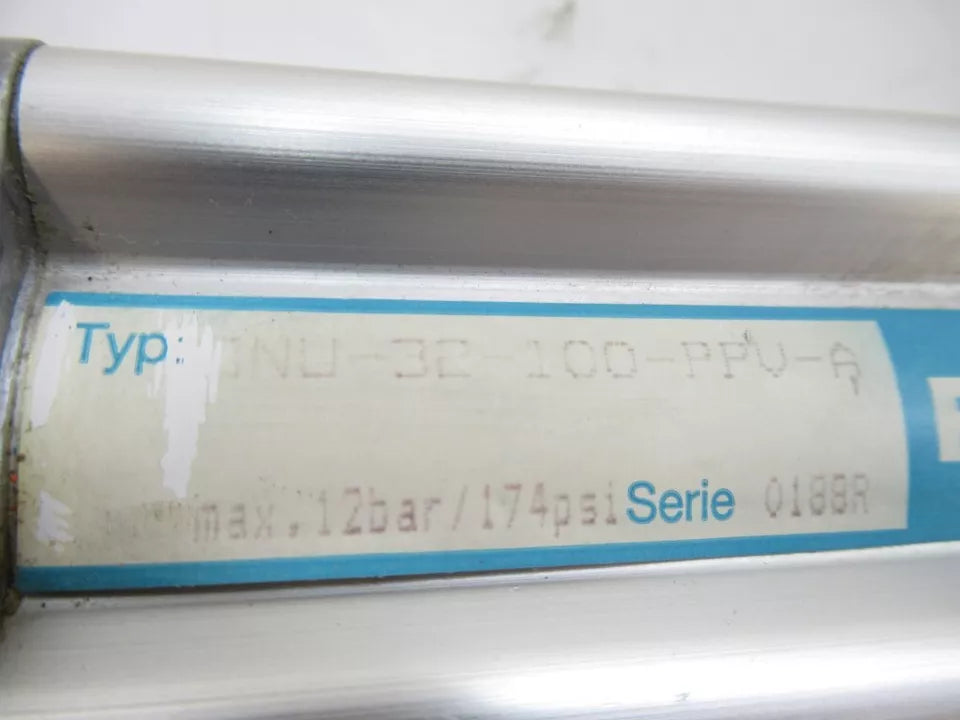 Typ: DNU-32-100-PPV-A
max.12bar/174psi Serie 0188R